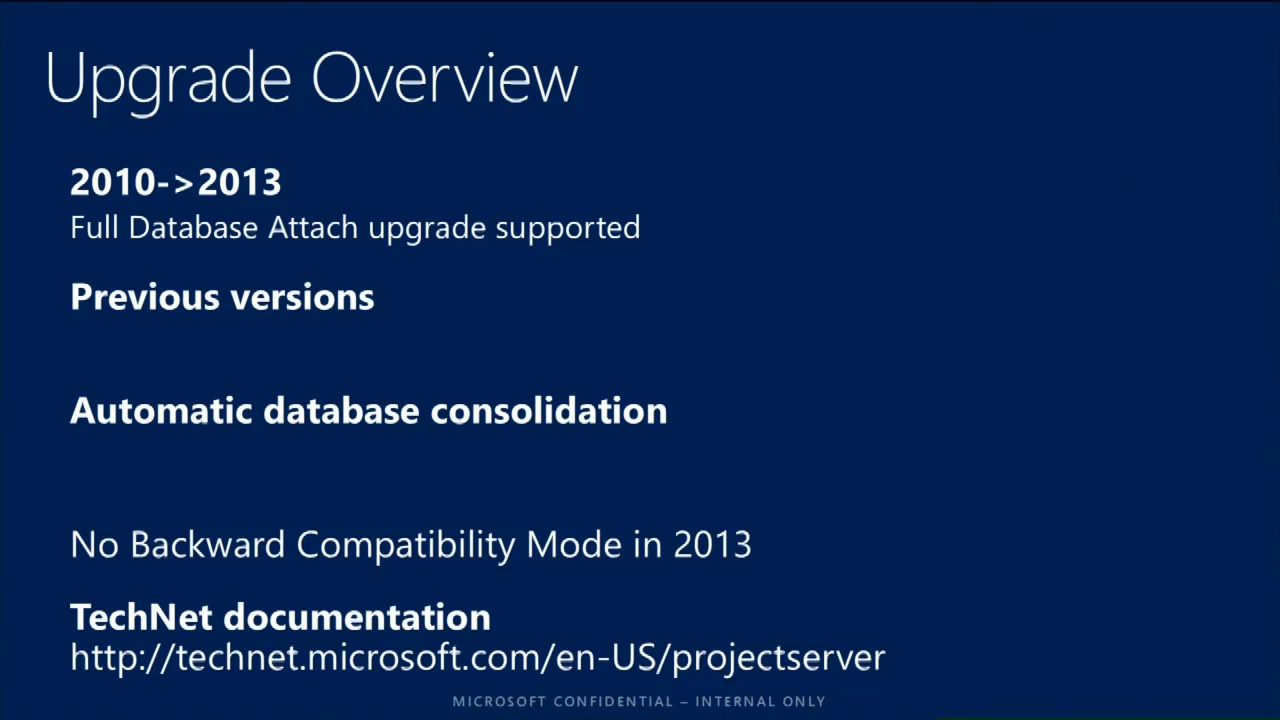 Upgrade Overview
2010->2013
Full Database Attach upgrade supported
Previous versions
Automatic database consolidation
No Backward Compatibility Mode in 2013
TechNet documentation
http://technet.microsoft.com/en-US/projectserver
MICROSOFT CONFIDENTIAL – INTERNAL ONLY